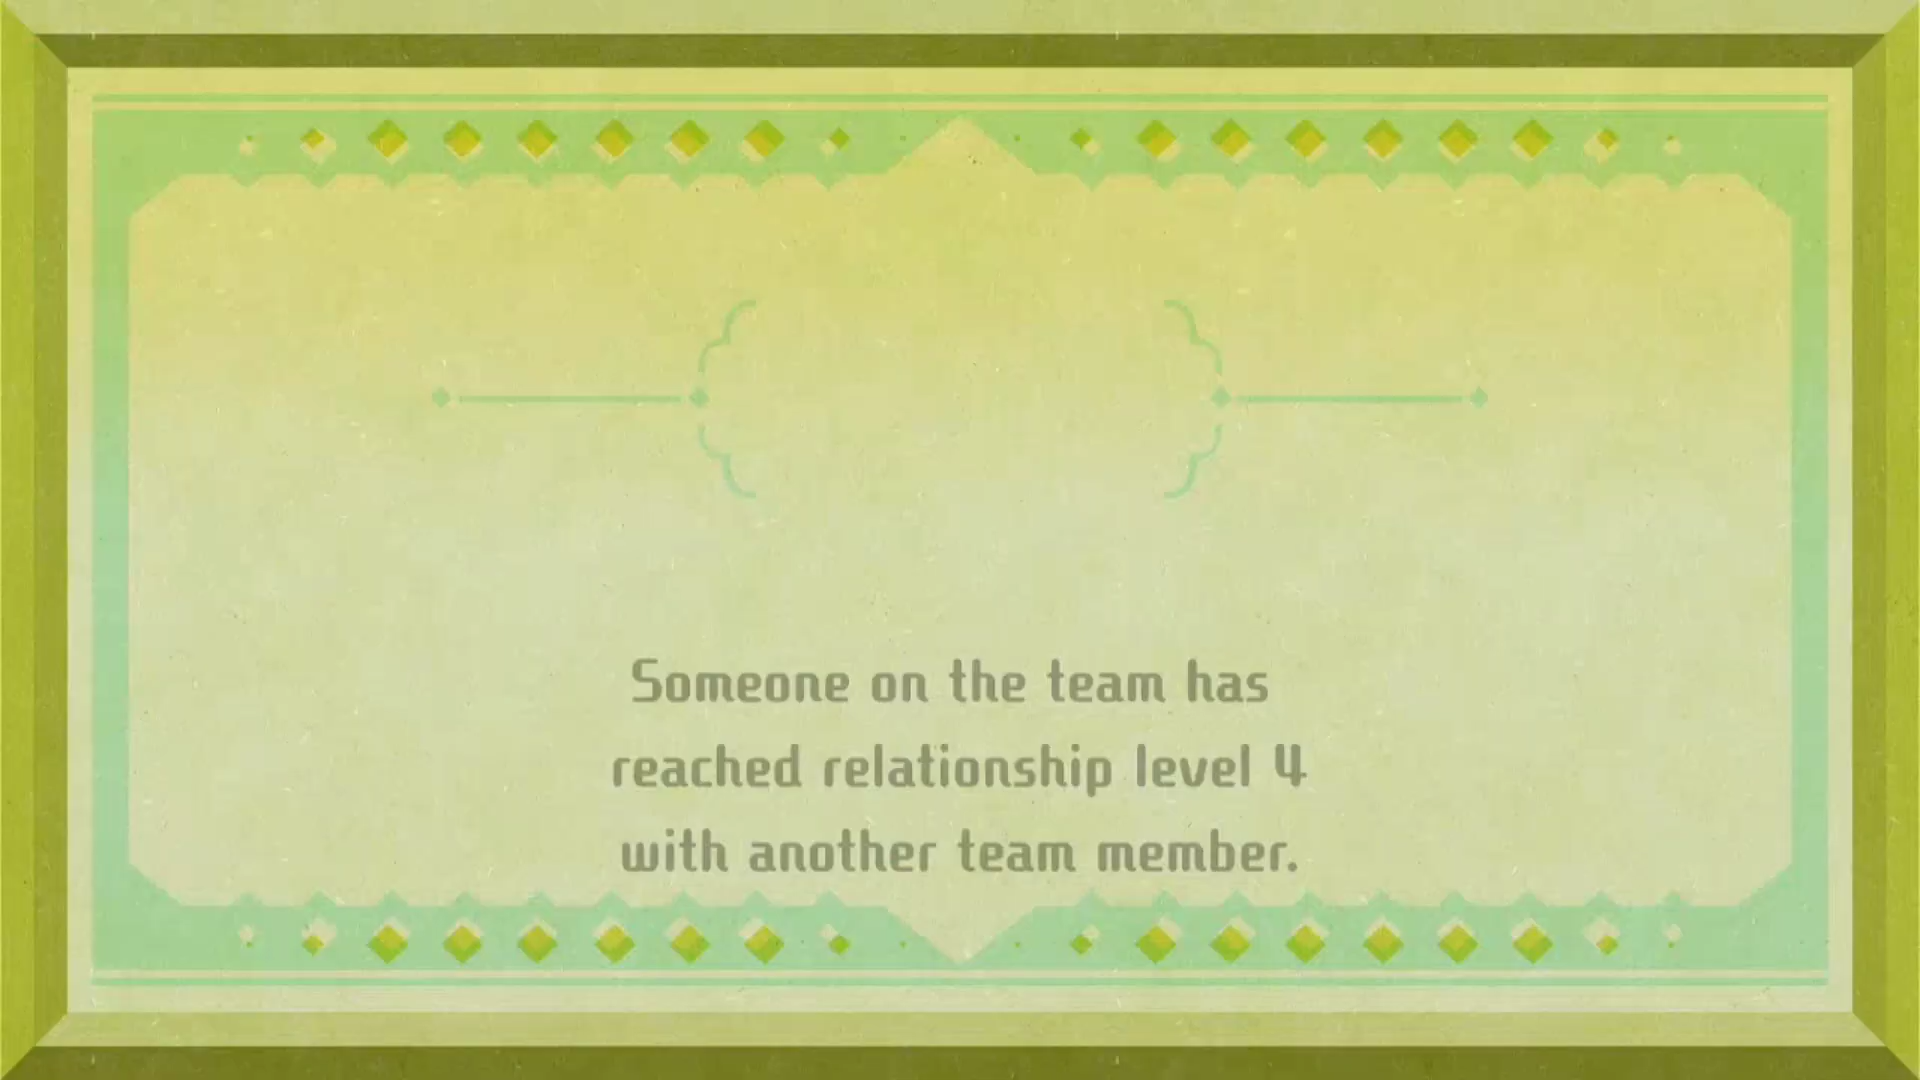 Someone on the team has
reached relationship level 4
with another team member.